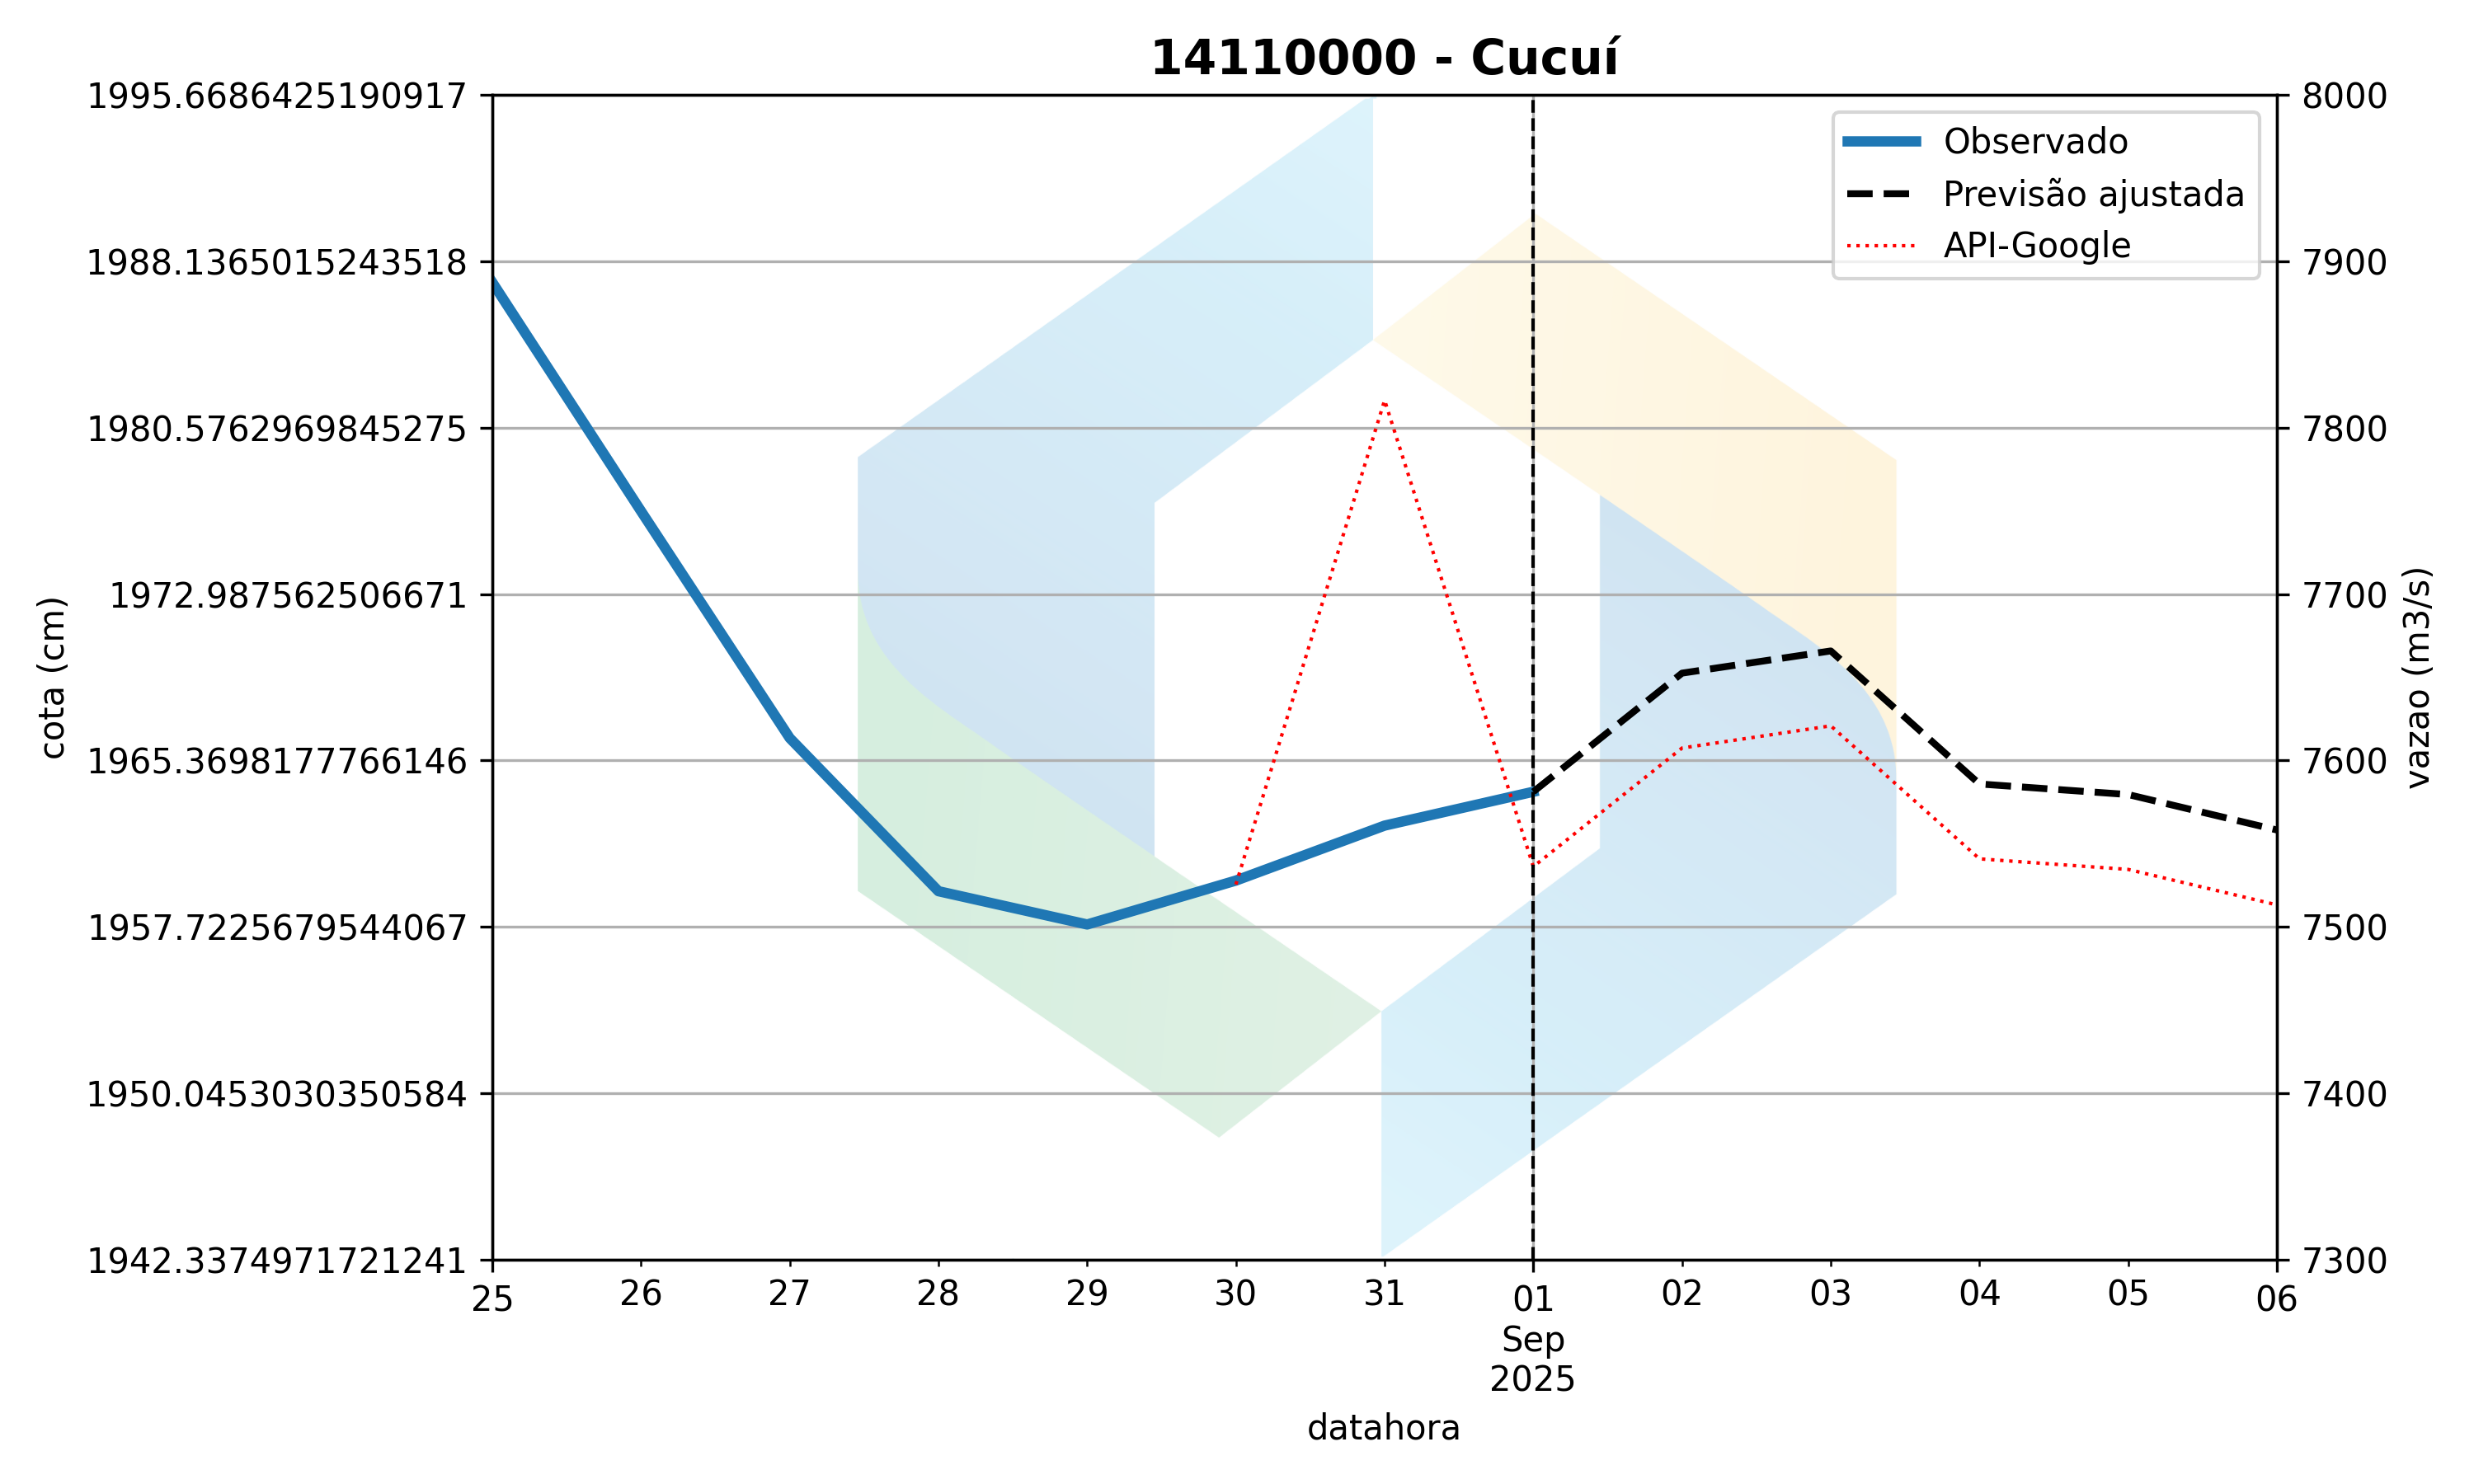 14110000 - Cucuí
1995.6686425190917
1988.1365015243518
1980.5762969845275
1972.987562506671
1965.3698177766146
1957.7225679544067
1950.0453030350584
1942.3374971721241
cota (cm)
8000
7900
7800
7700
7600
7500
7400
7300
vazao (m3/s)
Observado
Previsão ajustada
API-Google
25 26 27 28 29 30 31 01 02 03 04 05 06
Sep
2025
datahora